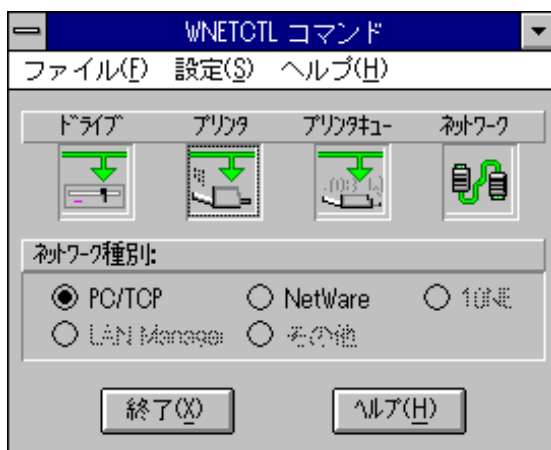 WNETCTL コマンド
ファイル(F) 設定(S) ヘルプ(H)
ドライブ プリンタ プリンタキュー ネットワーク
ネットワーク種別:
PC/TCP NetWare 10NE
LAN Manager その他
終了(X) ヘルプ(H)